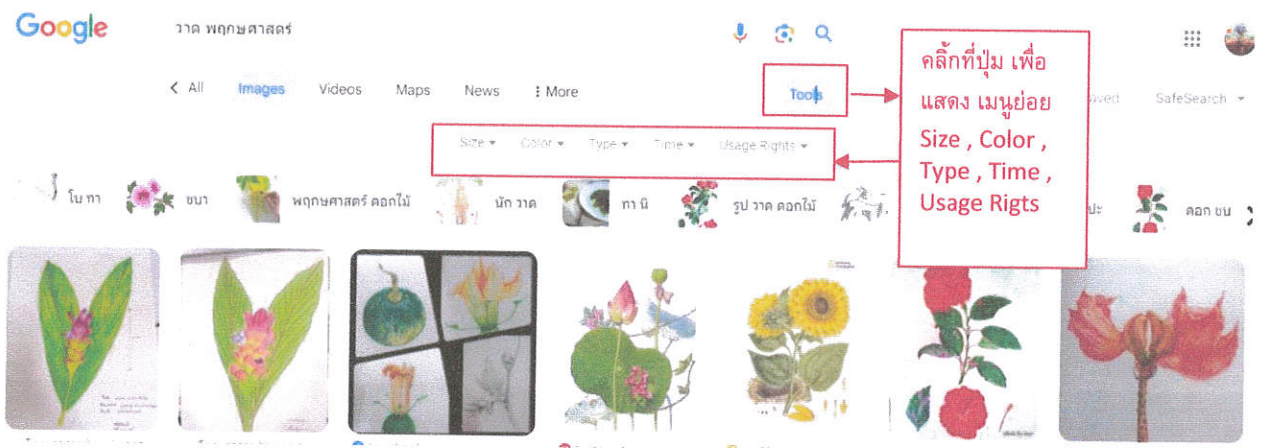 Google
วาด พฤกษศาสตร์
All Images Videos Maps News More
Tools
SafeSearch
Size Color Type Time Usage Rights
คลิ้กที่ปุ่ม เพื่อ
แสดง เมนูย่อย
Size , Color ,
Type , Time ,
Usage Rigts
โบ ทา
ชบา
พฤกษศาสตร์ ดอกไม้
นัก วาด
ทา นิ
รูป วาด ดอกไม้
ดอก ชบ